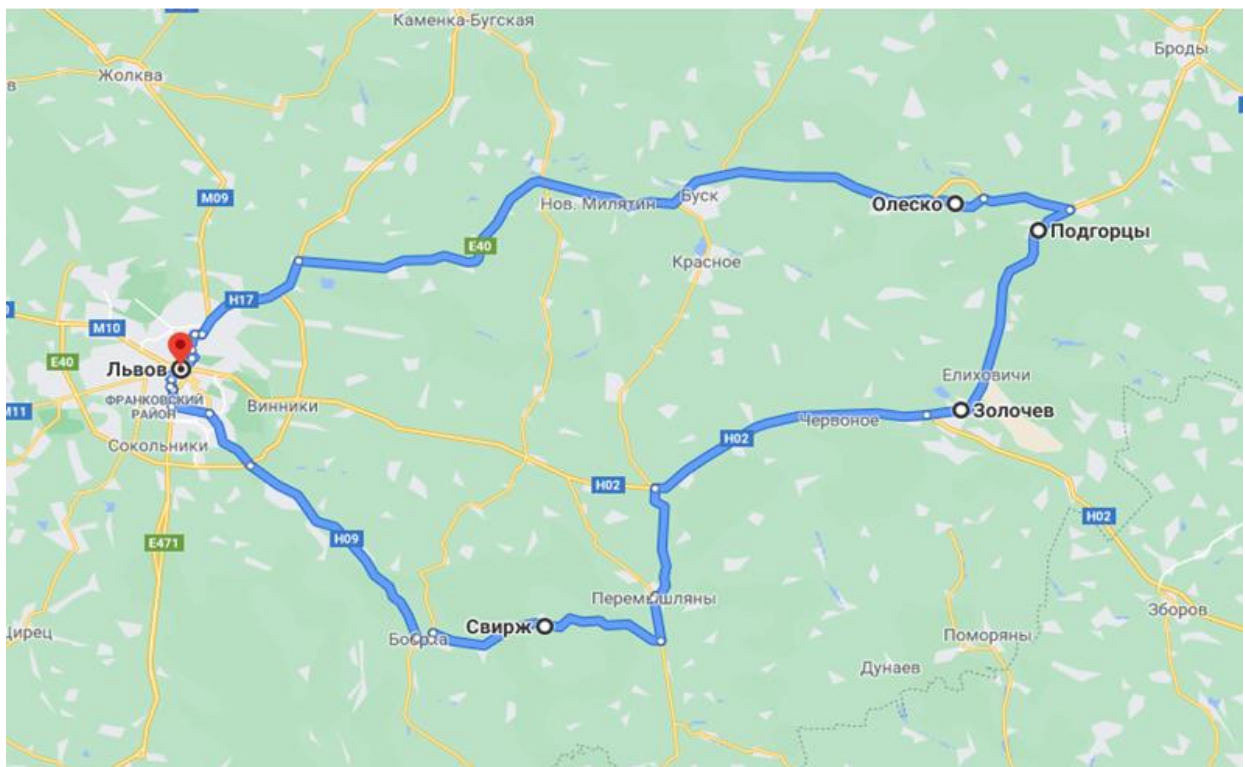 Каменка-Бугская
Броды
Жолква
в
M09
Буск
Нов. Милятин
Олеско
Подгорцы
E40
Красное
H17
M10
E40
Львов
Елиховичи
ФРАНКОВСКИЙ
РАЙОН
Винники
M11
Золочев
Червоное
Сокольники
H02
H02
H02
H09
E471
Перемышляны
Зборов
Свирж
Поморяны
Дунаев